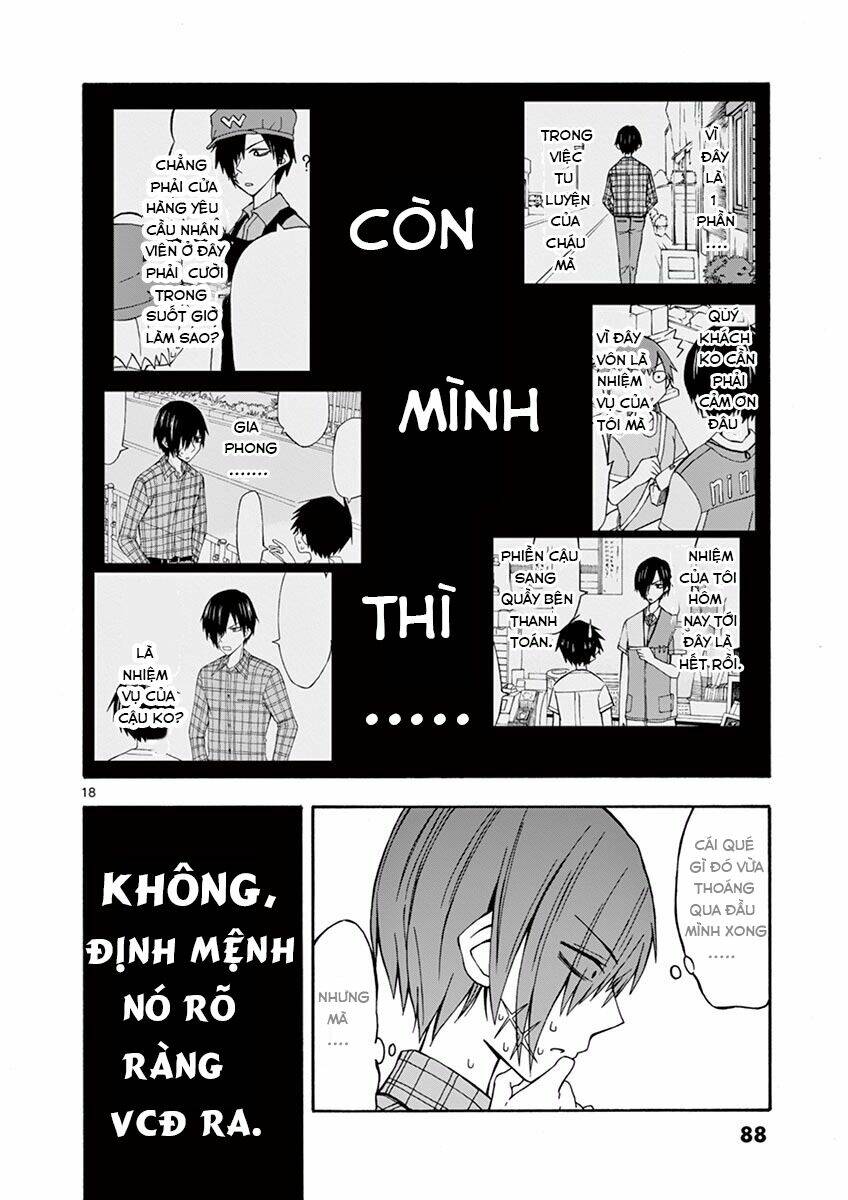 VÌ
ĐÂY
LÀ
1
PHẦN
.....
TRONG
VIỆC
TU
LUYỆN
CỦA
CHÁU
MÀ
W
?
CHẲNG
PHẢI CỬA
HÀNG YÊU
CẦU NHÂN
VIÊN Ở ĐÂY
PHẢI CƯỜI
TRONG
SUỐT GIỜ
LÀM SAO?
CÒN
QUÝ
KHÁCH
KO CẦN
PHẢI
CẢM ƠN
ĐÂU
VÌ ĐÂY
VỐN LÀ
NHIỆM
VỤ CỦA
TÔI MÀ
nin
MÌNH
GIA
PHONG
.......
NHIỆM
CỦA TÔI
HÔM
NAY TỚI
ĐÂY LÀ
HẾT RỒI.
PHIỀN CẬU
SANG
QUẦY BÊN
THANH
TOÁN.
THÌ
.....
LÀ
NHIỆM
VỤ CỦA
CẬU KO?
18
CÁI QUÉ
GÌ ĐÓ VỪA
THOÁNG
QUA ĐẦU
MÌNH XONG
.....
NHƯNG
MÀ
....
KHÔNG,
ĐỊNH MỆNH
NÓ RÕ
RÀNG
VCĐ RA.
88